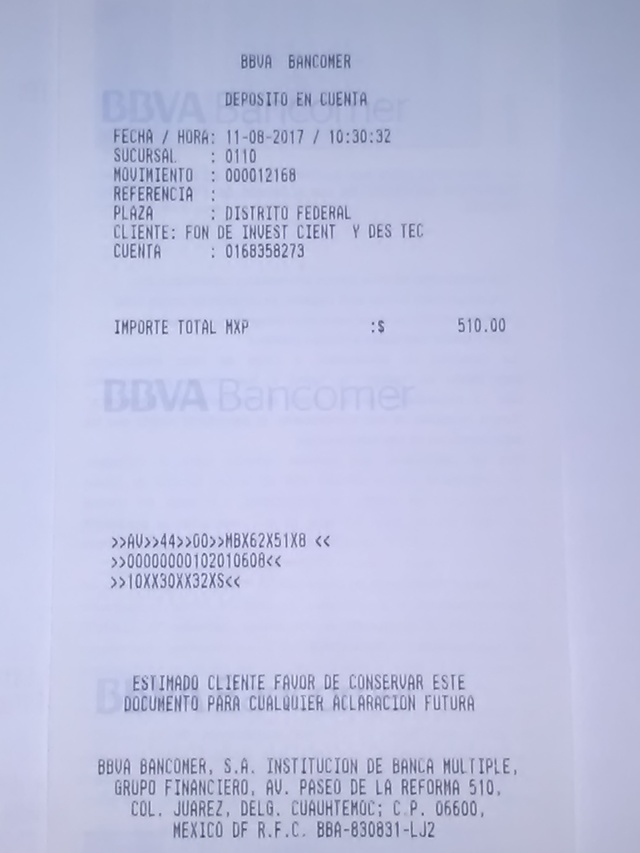 BBVA BANCOMER
DEPOSITO EN CUENTA
BBVA Bancomer
FECHA / HORA: 11-08-2017 / 10:30:32
SUCURSAL : 0110
MOVIMIENTO : 000012168
REFERENCIA :
PLAZA : DISTRITO FEDERAL
CLIENTE: FON DE INVEST CIENT Y DES TEC
CUENTA : 0168358273
IMPORTE TOTAL MXP :$ 510.00
BBVA Bancomer
>>AV>>44>>00>>MBX62X51X8 <<
>>00000000102010608<<
>>10XX30XX32XS<<
ESTIMADO CLIENTE FAVOR DE CONSERVAR ESTE
DOCUMENTO PARA CUALQUIER ACLARACION FUTURA
BBVA BANCOMER, S.A. INSTITUCION DE BANCA MULTIPLE,
GRUPO FINANCIERO, AV. PASEO DE LA REFORMA 510,
COL. JUAREZ, DELG. CUAUHTEMOC; C.P. 06600,
MEXICO DF R.F.C. BBA-830831-LJ2